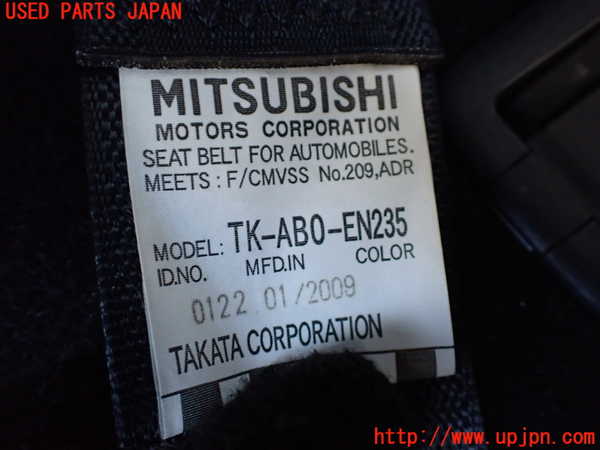 USED PARTS JAPAN
MITSUBISHI
MOTORS CORPORATION
SEAT BELT FOR AUTOMOBILES.
MEETS : F/CMVSS No.209,ADR
MODEL: TK-AB0-EN235
ID.NO. MFD.IN COLOR
0122 01/2009
TAKATA CORPORATION
http://www.upjpn.com/